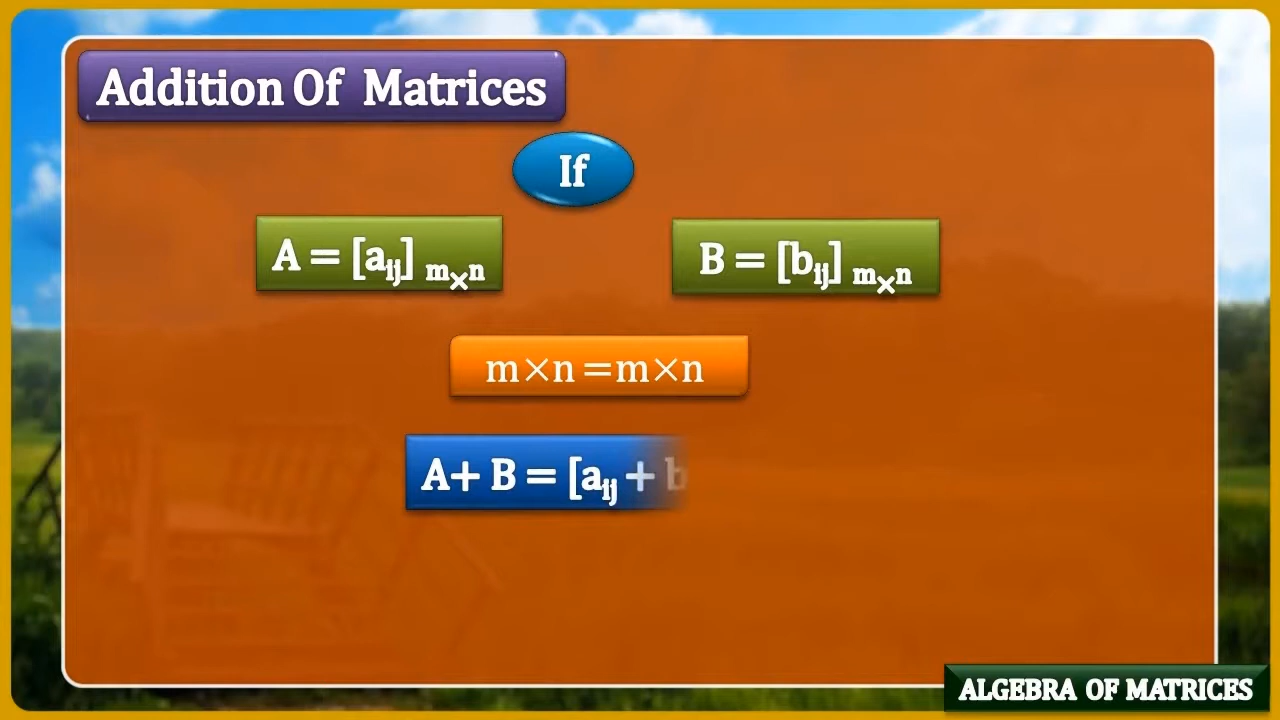 Addition Of Matrices
If
A = [aij] m×n
B = [bij] m×n
m×n=m×n
A+ B = [aij + b
ALGEBRA OF MATRICES